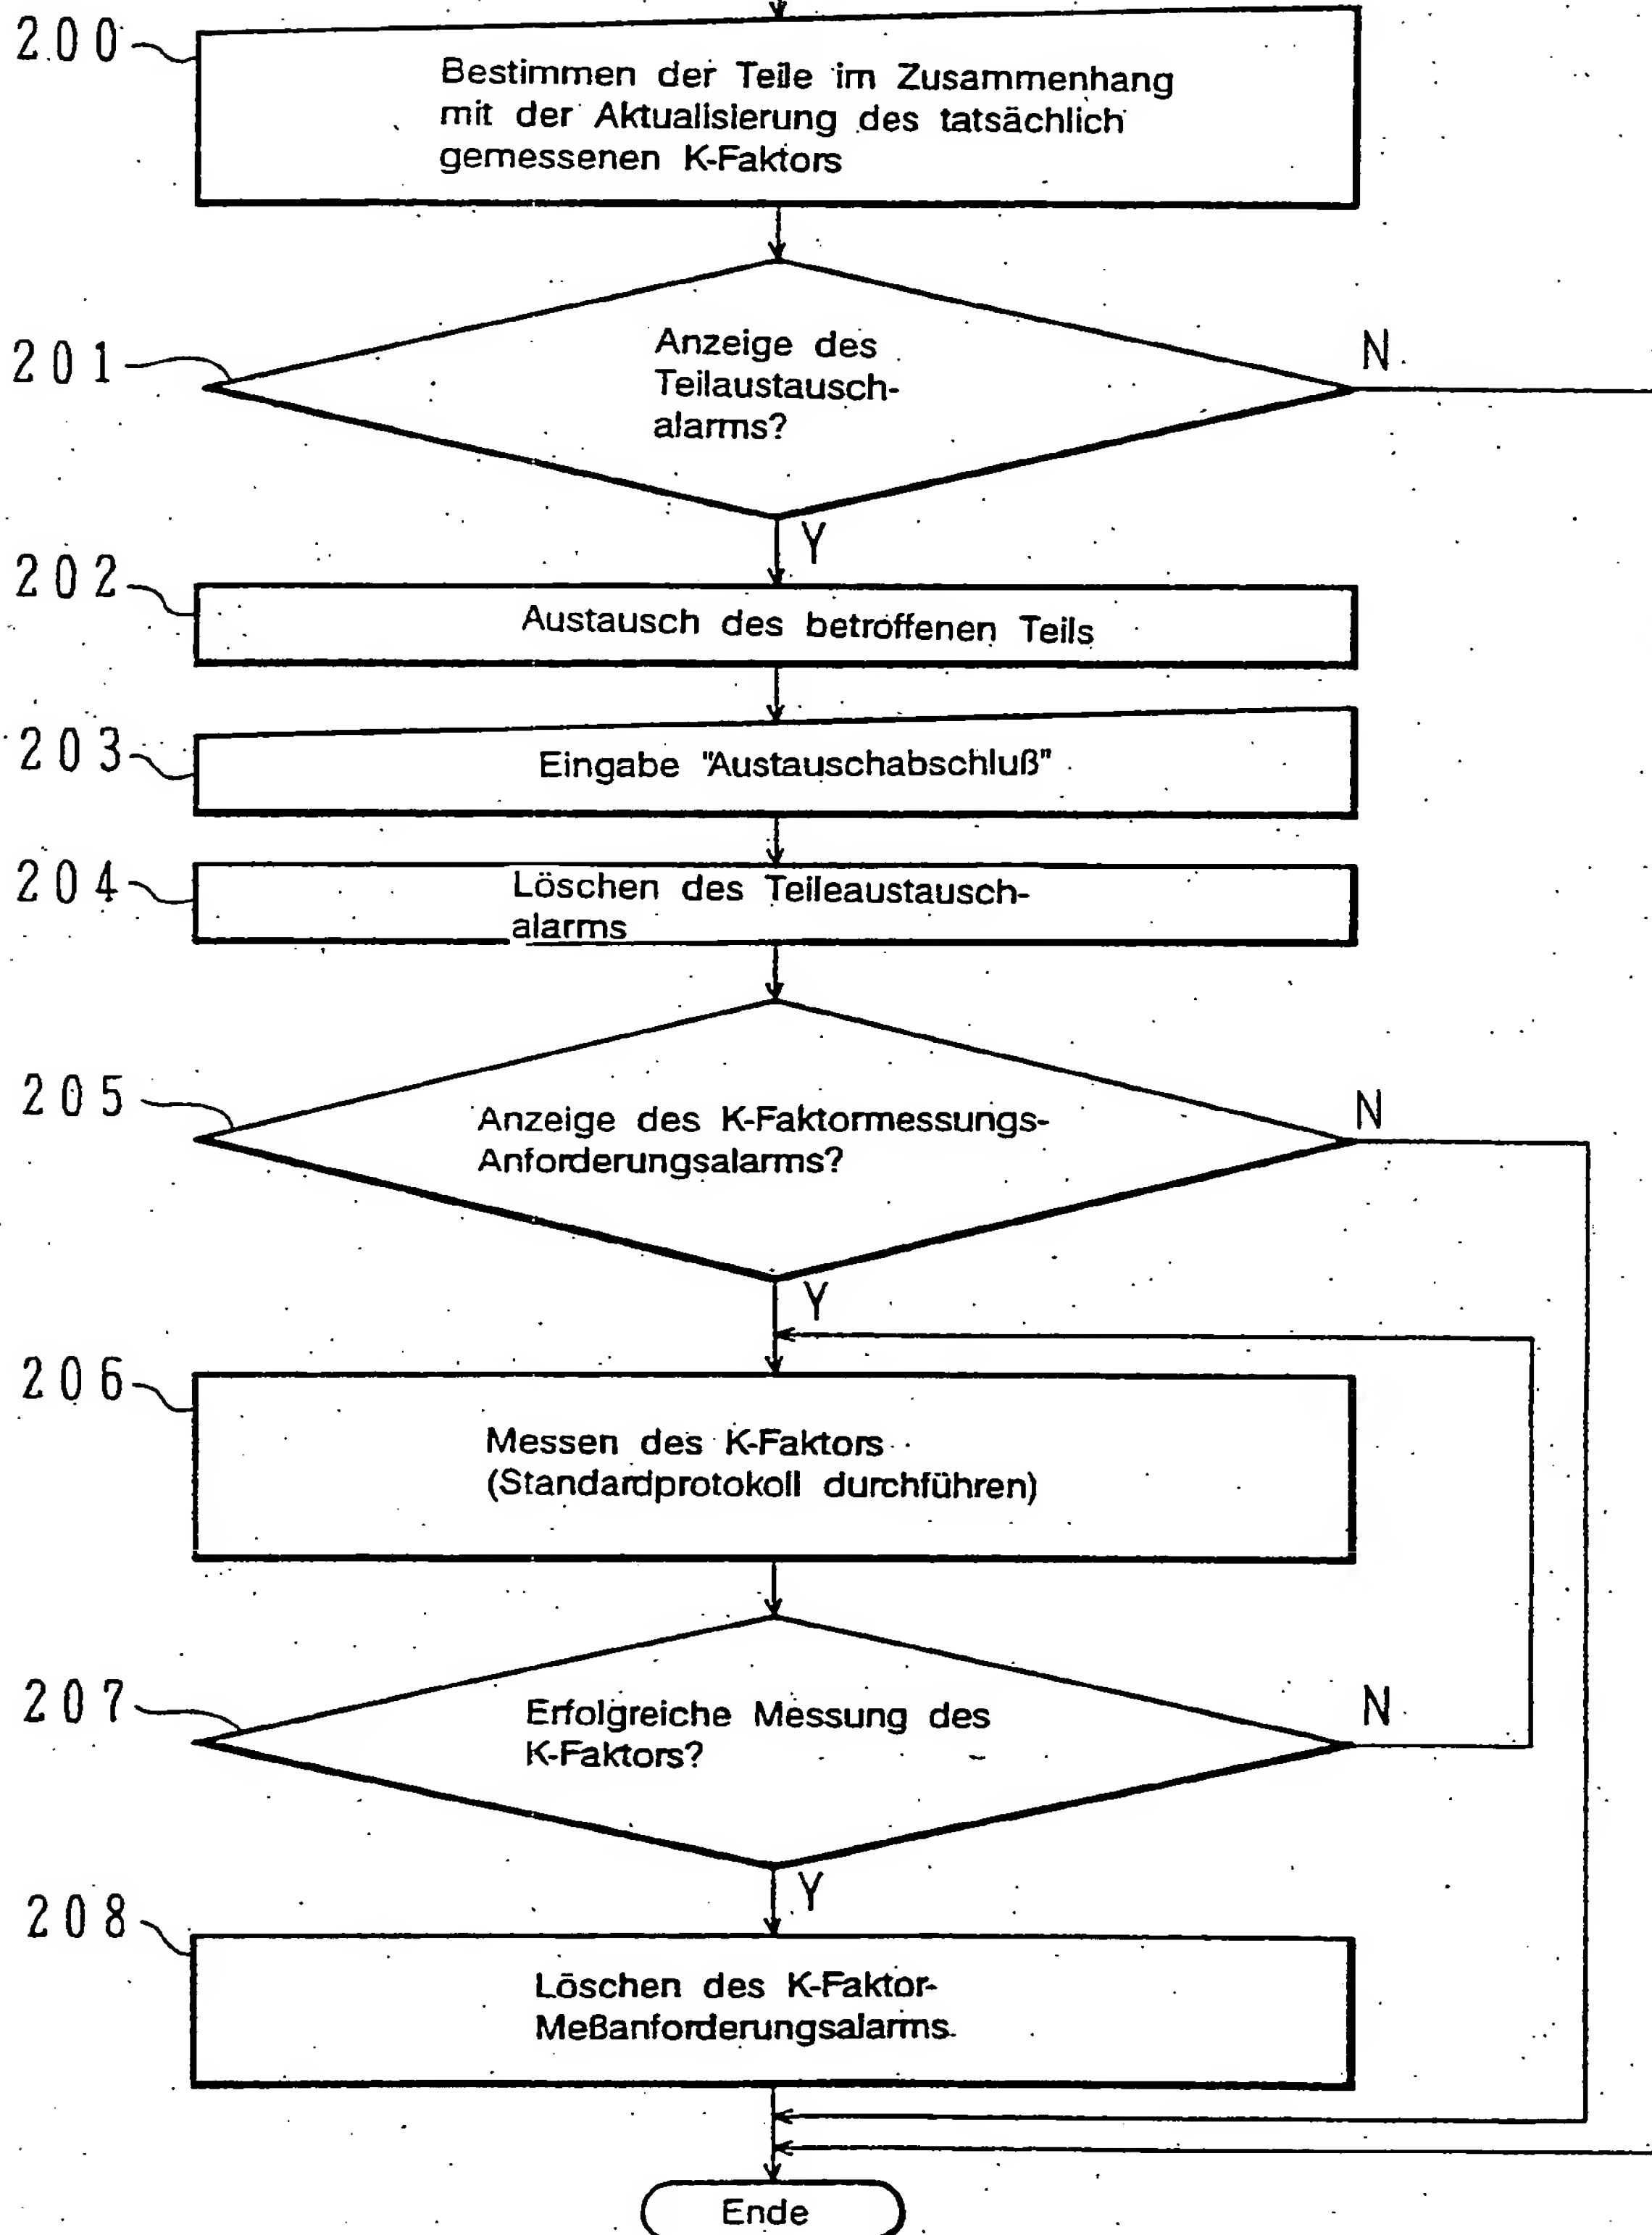 200
Bestimmen der Teile im Zusammenhang
mit der Aktualisierung des tatsächlich
gemessenen K-Faktors
201
Anzeige des
Teilaustausch-
alarms?
N
Y
202
Austausch des betroffenen Teils
203
Eingabe "Austauschabschluß"
204
Löschen des Teileaustausch-
alarms
205
Anzeige des K-Faktormessungs-
Anforderungsalarms?
N
Y
206
Messen des K-Faktors
(Standardprotokoll durchführen)
207
Erfolgreiche Messung des
K-Faktors?
N
Y
208
Löschen des K-Faktor-
Meßanforderungsalarms.
Ende